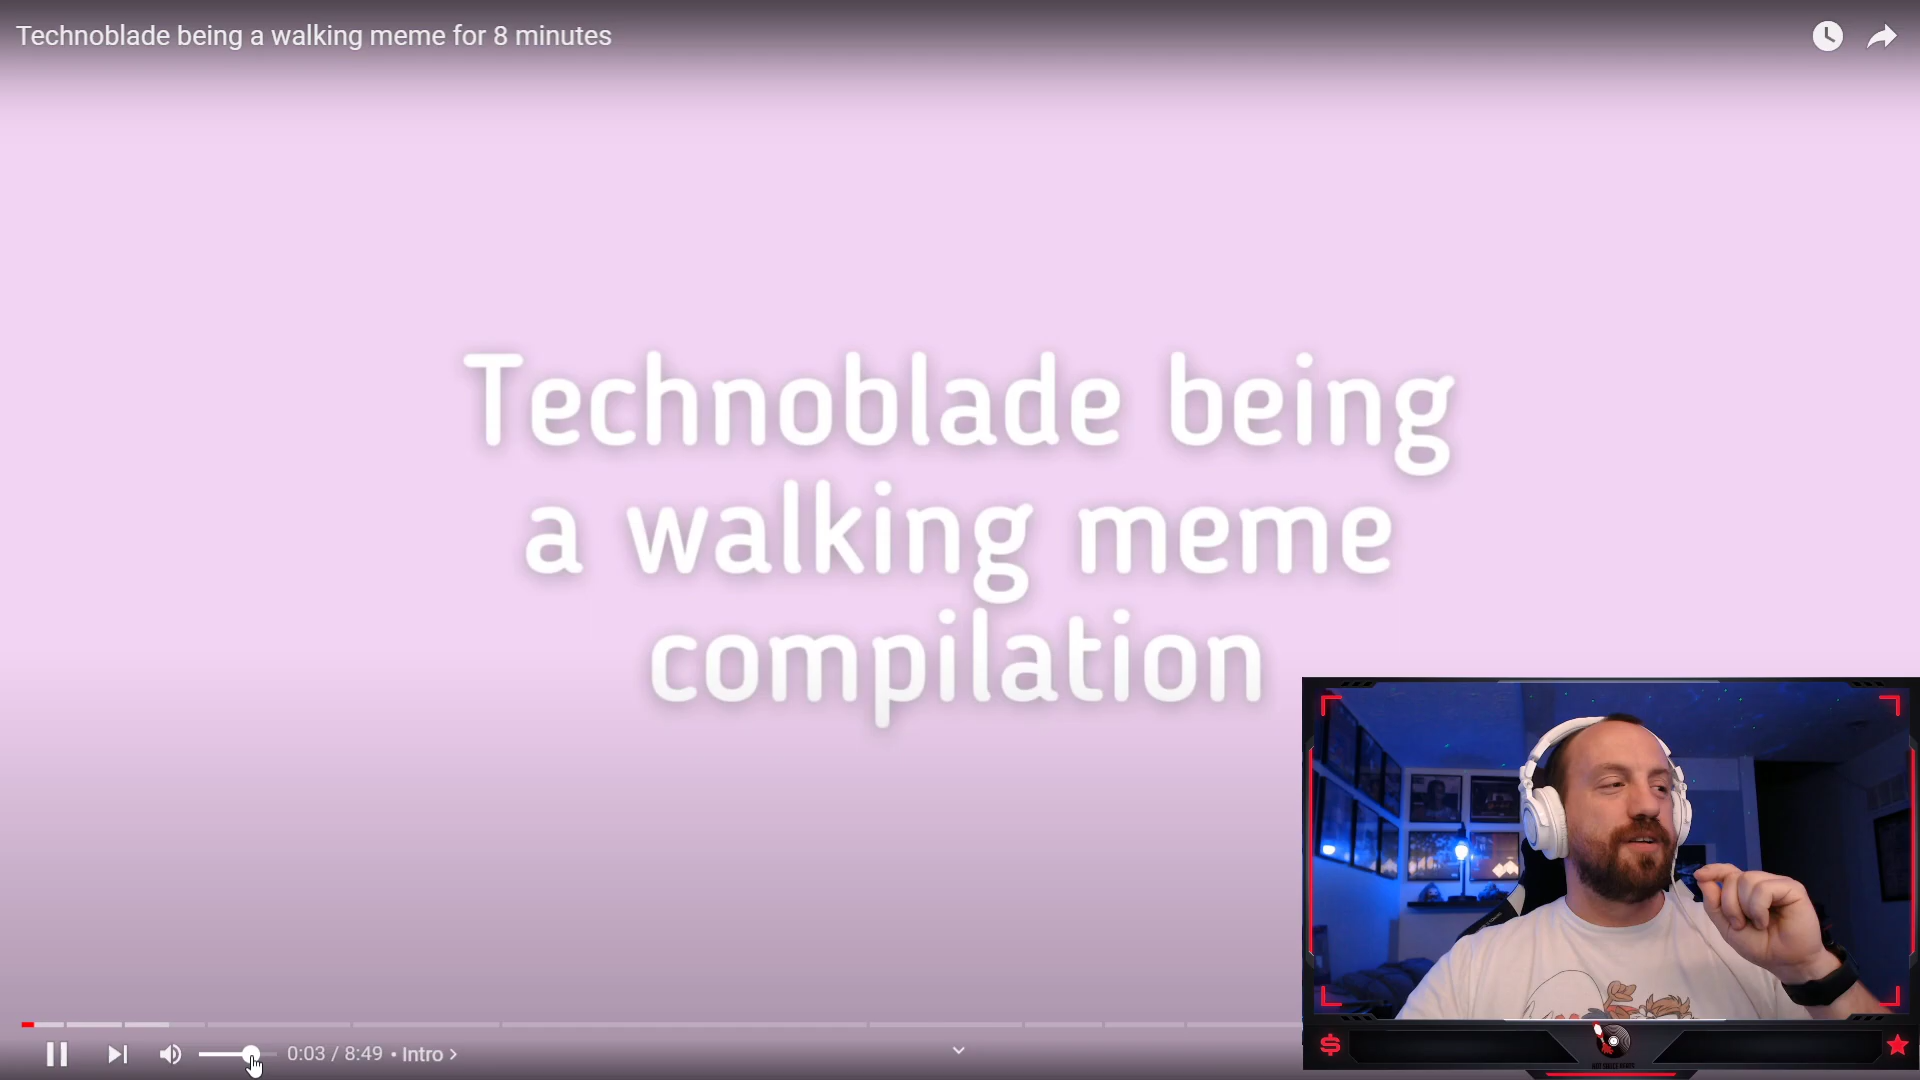 Technoblade being a walking meme for 8 minutes
Technoblade being
a walking meme
compilation
0:03 / 8:49 • Intro >
$